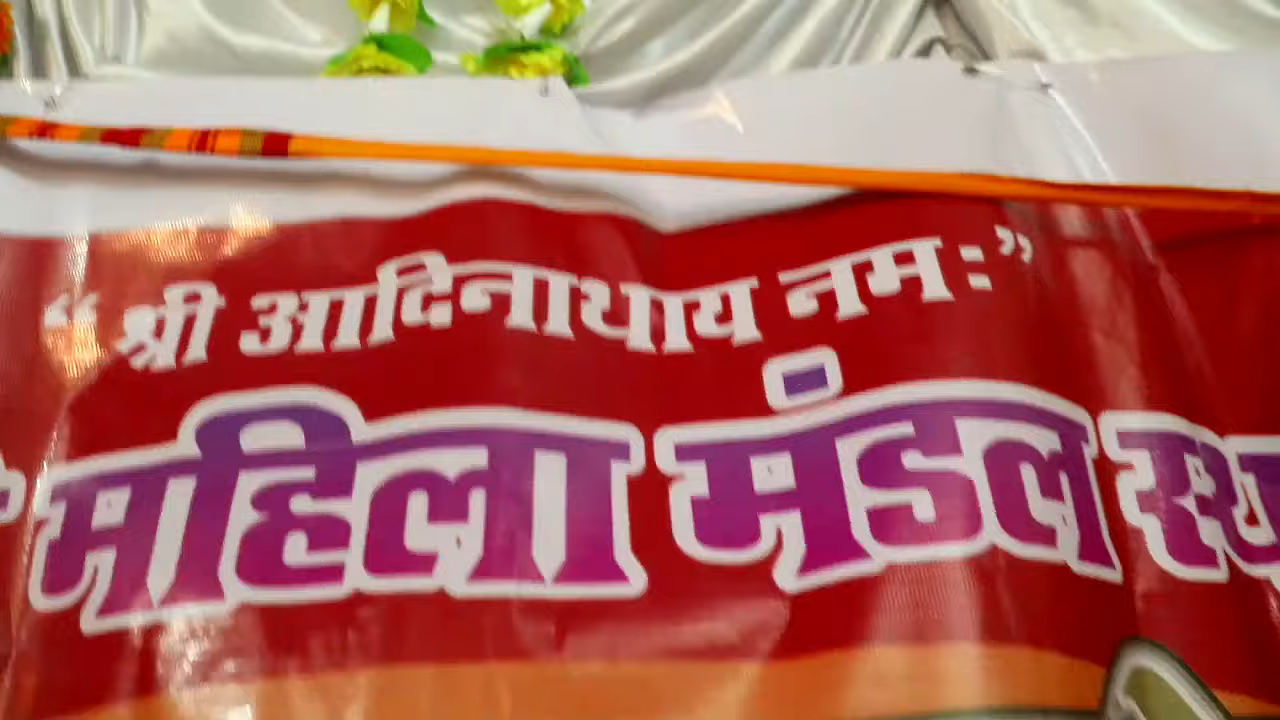 “ श्री आदिनाथाय नमः ”
महिला मंडल